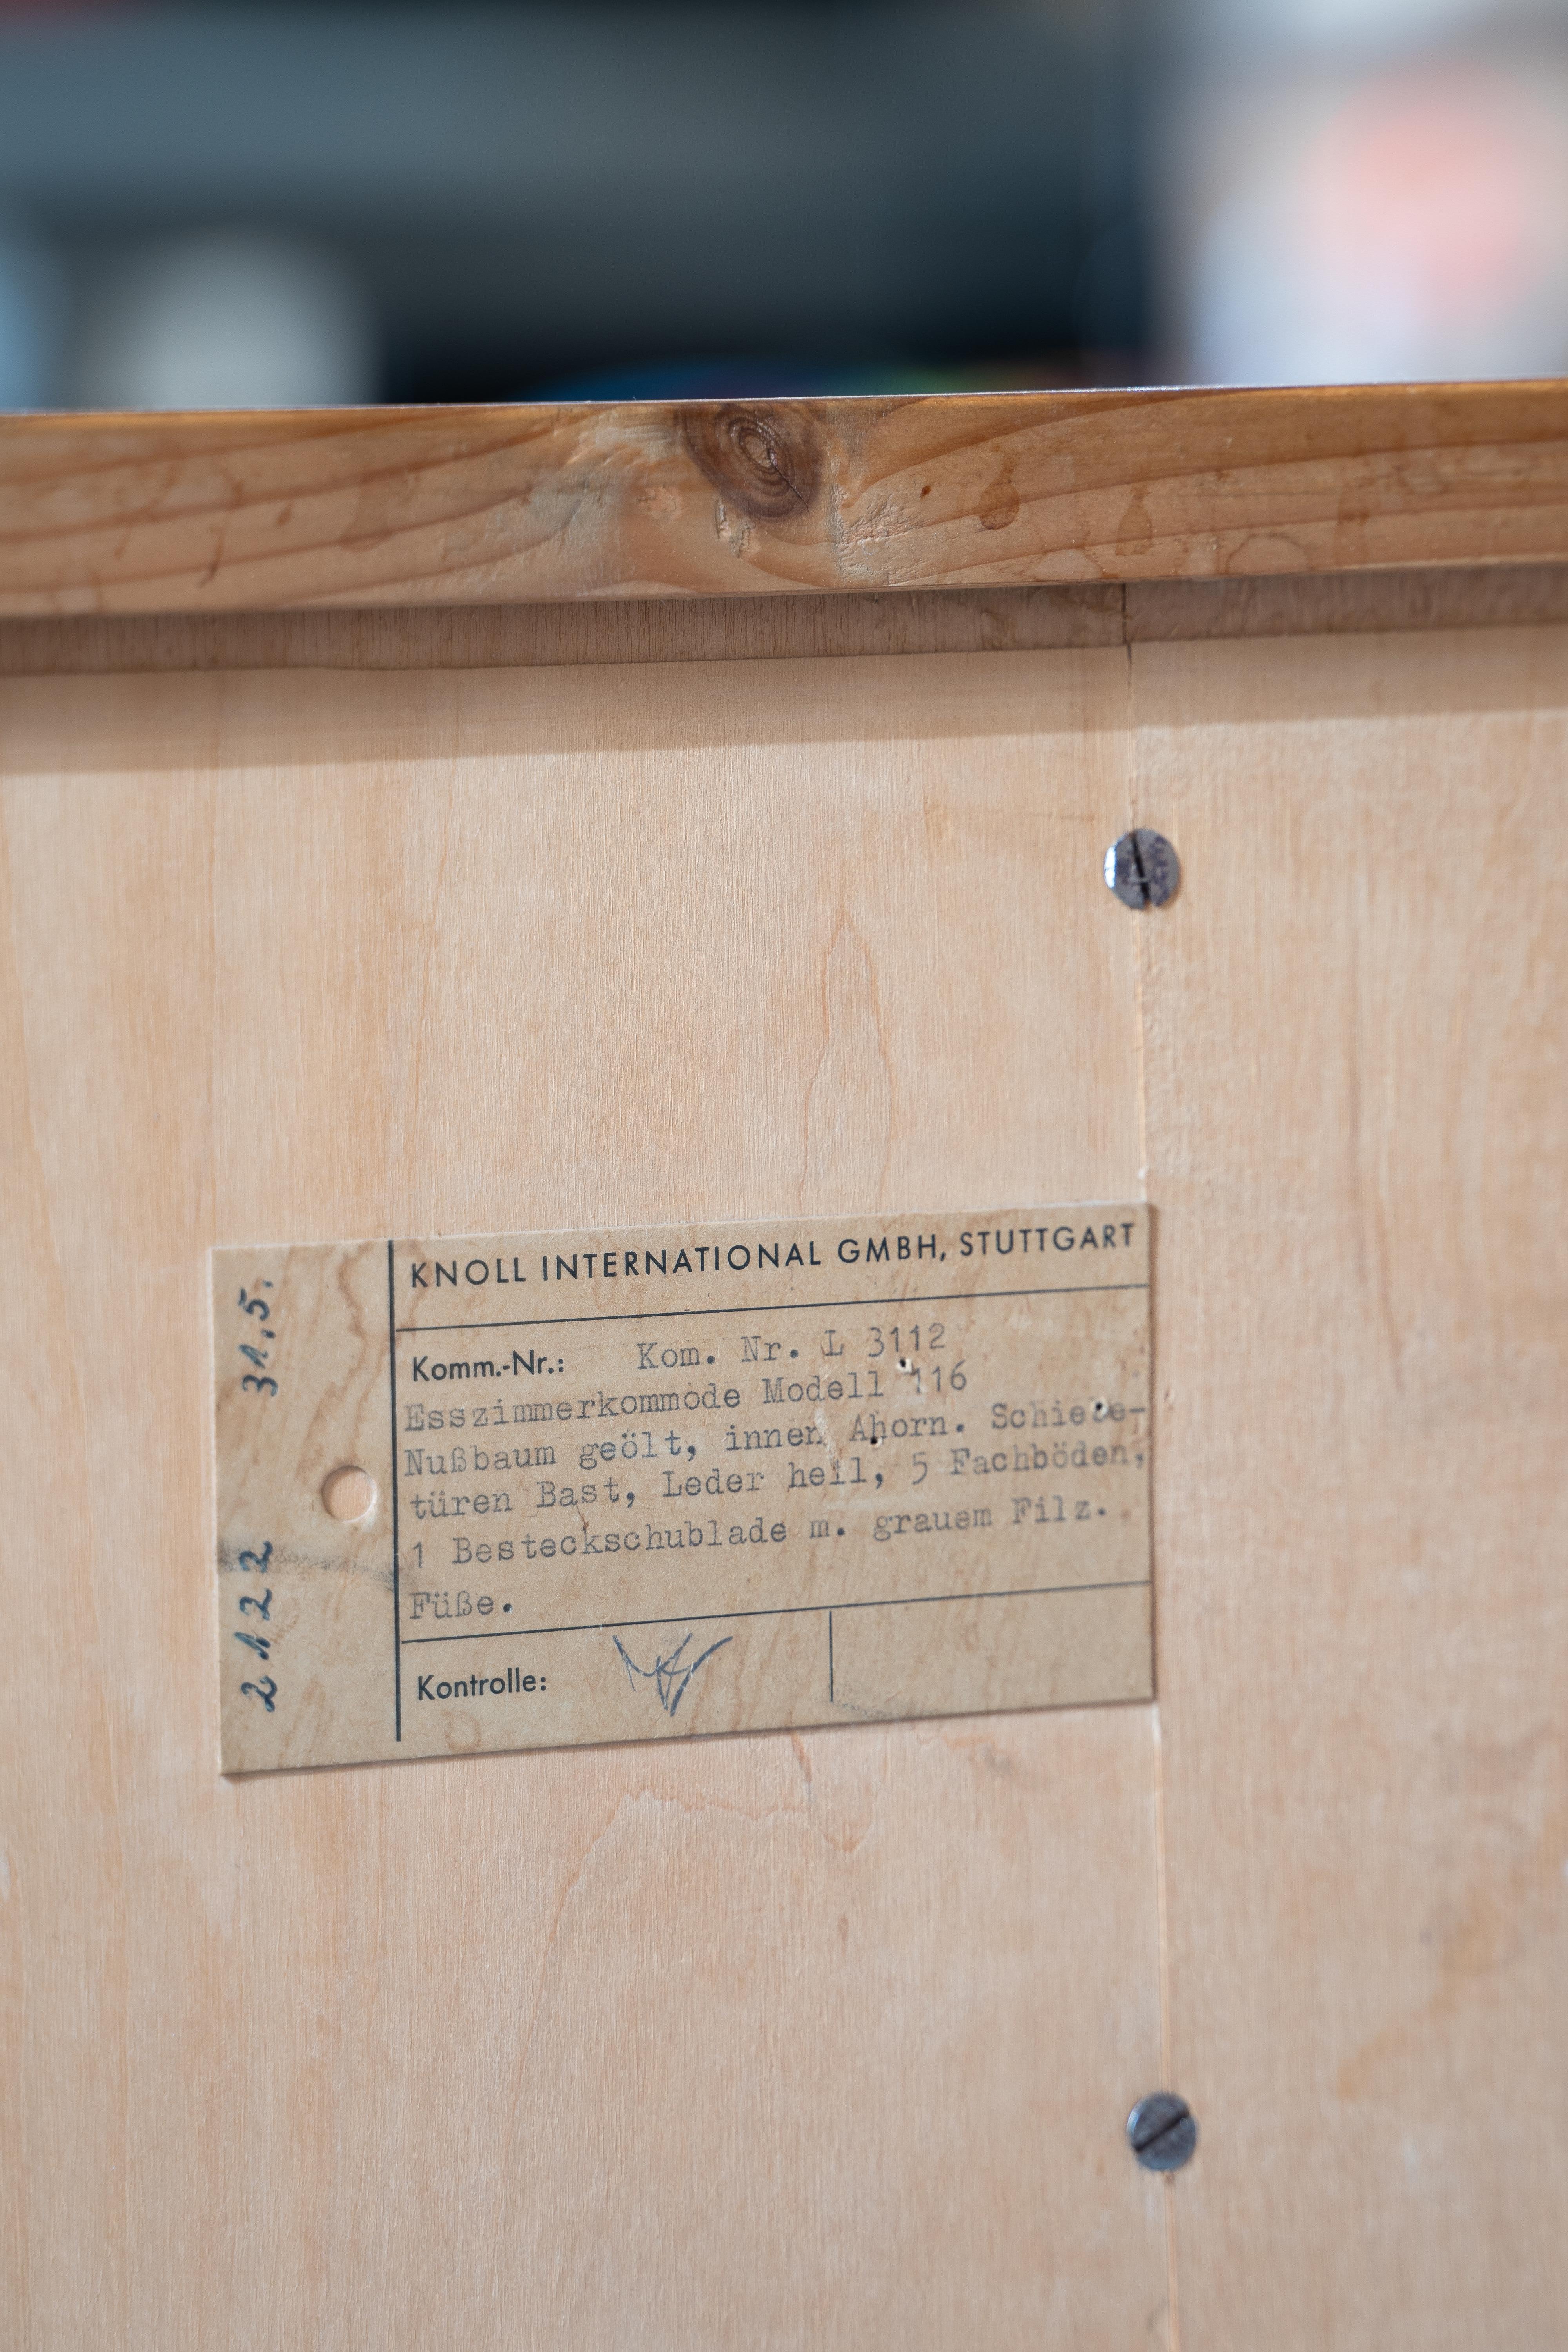 KNOLL INTERNATIONAL GMBH, STUTTGART
Komm.-Nr.: Kom. Nr. L 3112
Esszimmerkommode Modell 116
Nußbaum geölt, innen Ahorn. Schiebe-
türen Bast, Leder hell, 5 Fachböden,
1 Besteckschublade m. grauem Filz.
Füße.
Kontrolle:
2122 31.5.